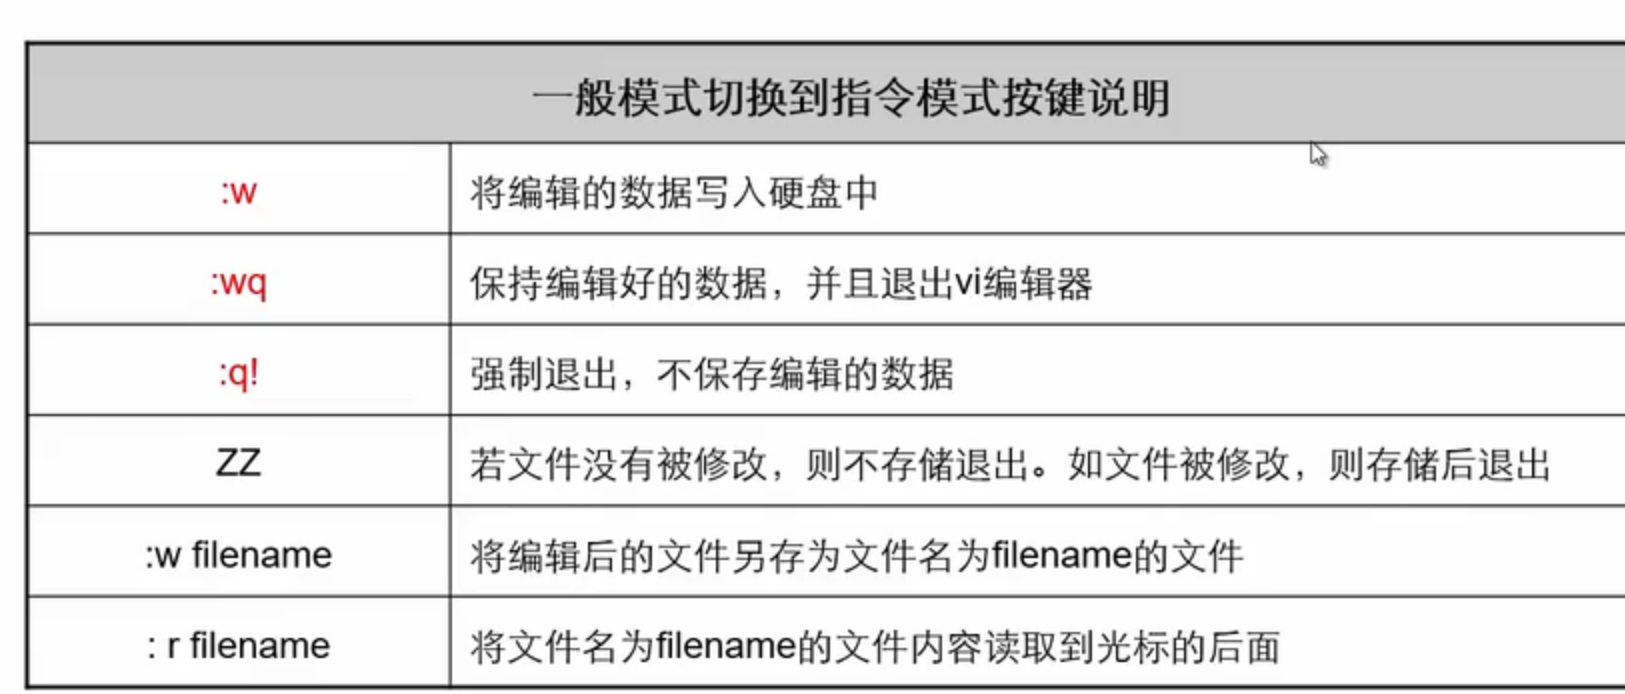 一般模式切换到指令模式按键说明
:w 将编辑的数据写入硬盘中
:wq 保持编辑好的数据，并且退出vi编辑器
:q! 强制退出，不保存编辑的数据
ZZ 若文件没有被修改，则不存储退出。如文件被修改，则存储后退出
:w filename 将编辑后的文件另存为文件名为filename的文件
: r filename 将文件名为filename的文件内容读取到光标的后面